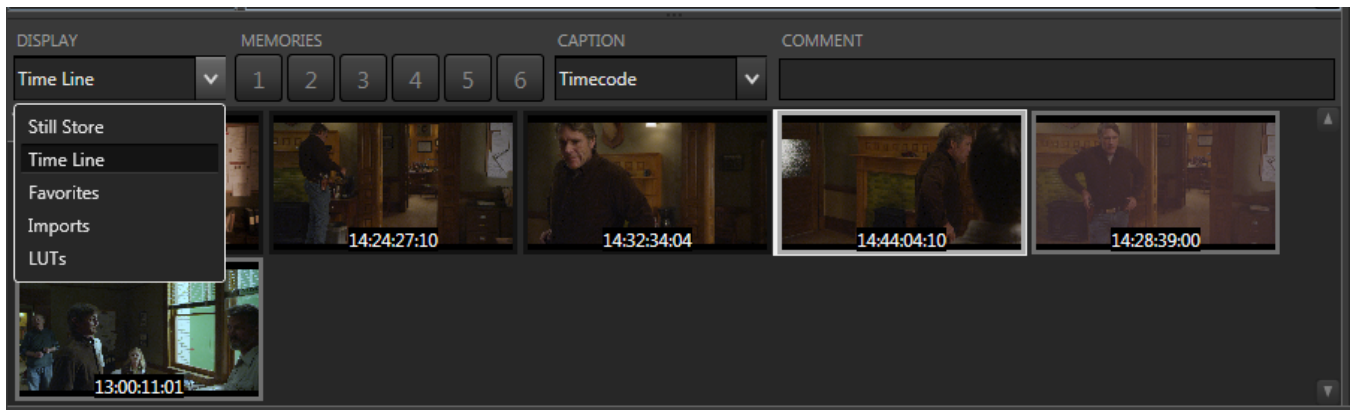 DISPLAY MEMORIES CAPTION COMMENT
Time Line 1 2 3 4 5 6 Timecode
Still Store
Time Line
Favorites
Imports
LUTs
14:24:27:10 14:32:34:04 14:44:04:10 14:28:39:00
13:00:11:01